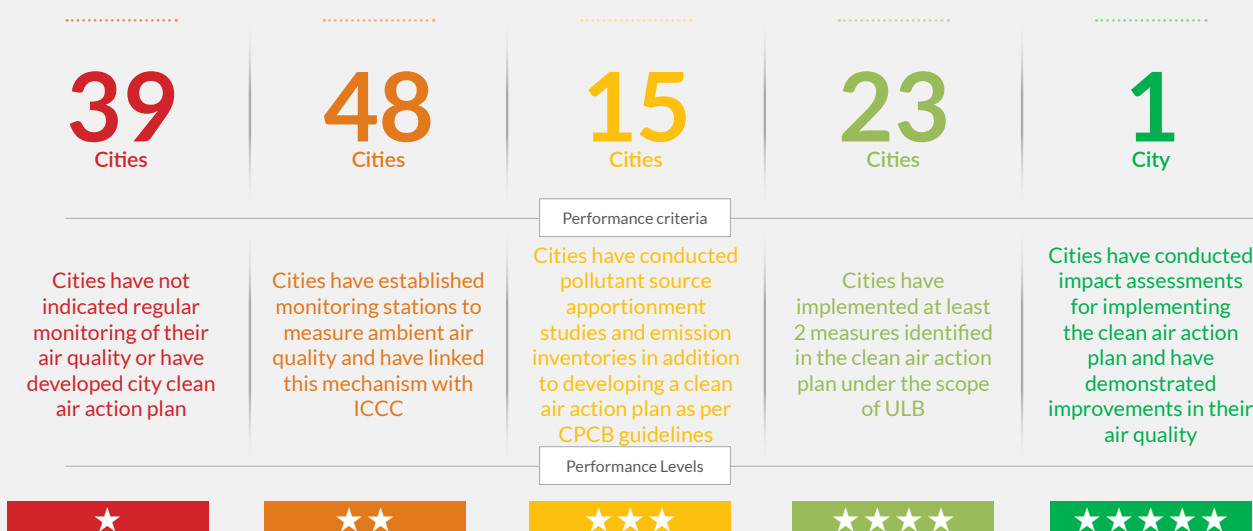 39
Cities
48
Cities
15
Cities
23
Cities
1
City
Performance criteria
Cities have not
indicated regular
monitoring of their
air quality or have
developed city clean
air action plan
Cities have established
monitoring stations to
measure ambient air
quality and have linked
this mechanism with
ICCC
Cities have conducted
pollutant source
apportionment
studies and emission
inventories in addition
to developing a clean
air action plan as per
CPCB guidelines
Cities have
implemented at least
2 measures identified
in the clean air action
plan under the scope
of ULB
Cities have conducted
impact assessments
for implementing
the clean air action
plan and have
demonstrated
improvements in their
air quality
Performance Levels